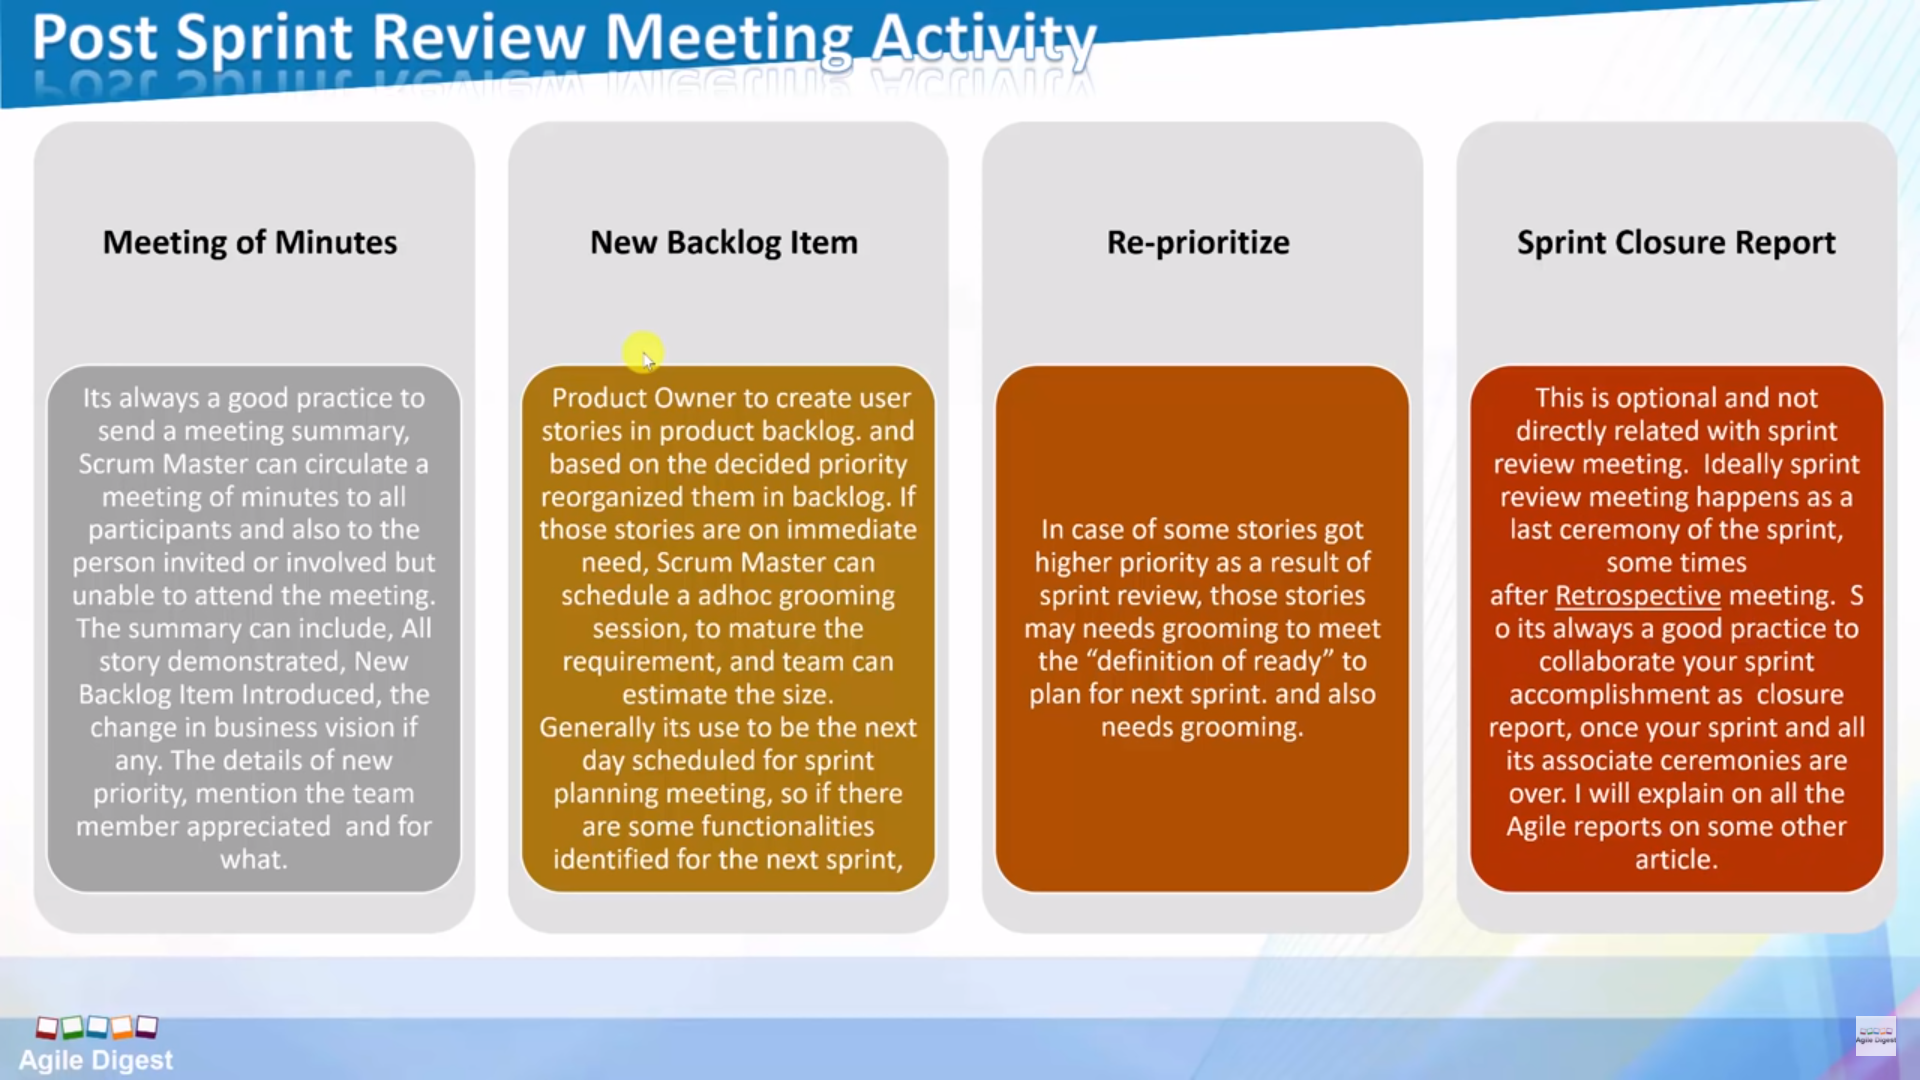 Post Sprint Review Meeting Activity
Meeting of Minutes
Its always a good practice to
send a meeting summary,
Scrum Master can circulate a
meeting of minutes to all
participants and also to the
person invited or involved but
unable to attend the meeting.
The summary can include, All
story demonstrated, New
Backlog Item Introduced, the
change in business vision if
any. The details of new
priority, mention the team
member appreciated and for
what.
New Backlog Item
Product Owner to create user
stories in product backlog. and
based on the decided priority
reorganized them in backlog. If
those stories are on immediate
need, Scrum Master can
schedule a adhoc grooming
session, to mature the
requirement, and team can
estimate the size.
Generally its use to be the next
day scheduled for sprint
planning meeting, so if there
are some functionalities
identified for the next sprint,
Re-prioritize
In case of some stories got
higher priority as a result of
sprint review, those stories
may needs grooming to meet
the “definition of ready” to
plan for next sprint. and also
needs grooming.
Sprint Closure Report
This is optional and not
directly related with sprint
review meeting. Ideally sprint
review meeting happens as a
last ceremony of the sprint,
some times
after Retrospective meeting. S
o its always a good practice to
collaborate your sprint
accomplishment as closure
report, once your sprint and all
its associate ceremonies are
over. I will explain on all the
Agile reports on some other
article.
Agile Digest
Agile Digest